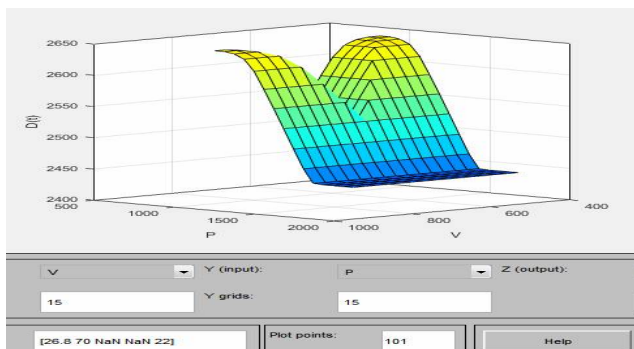 2650
2600
2550
2500
2450
2400
D(t)
500
1000
1500
2000
P
1000
800
600
400
V
V
Y (input):
P
Z (output):
15
Y grids:
15
[26.8 70 NaN NaN 22]
Plot points:
101
Help